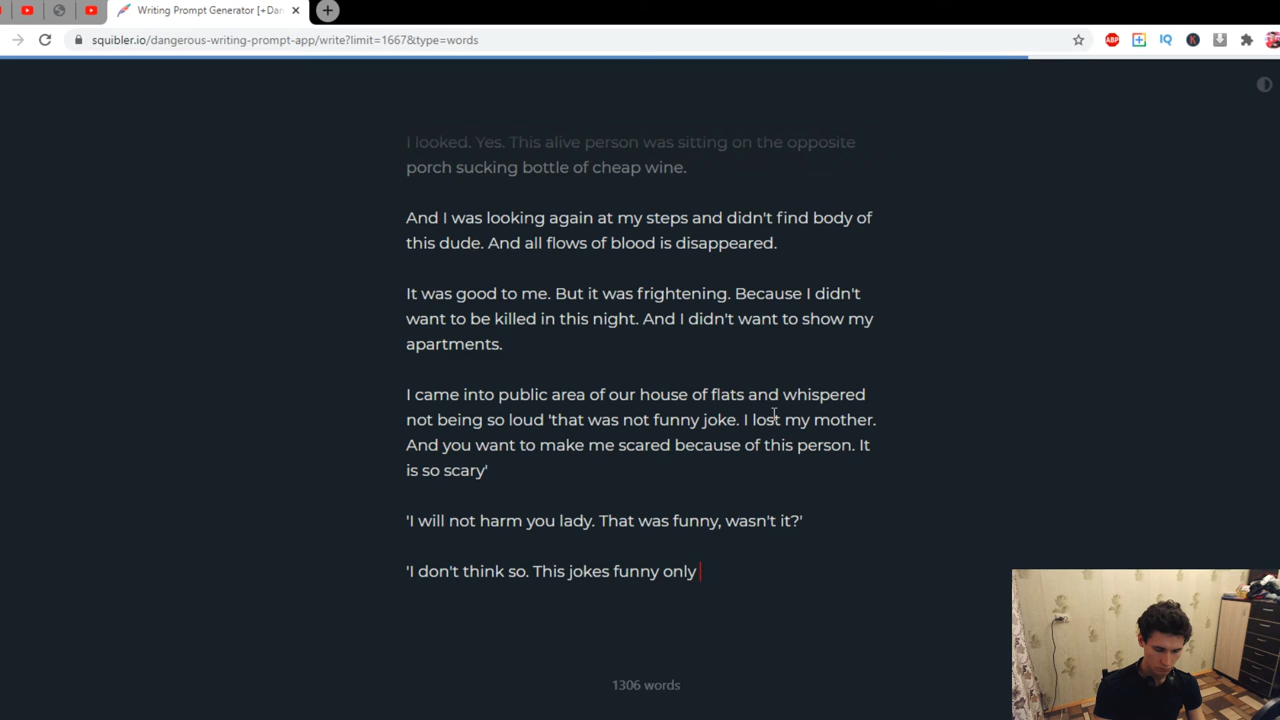 Writing Prompt Generator [+Dan
squibler.io/dangerous-writing-prompt-app/write?limit=1667&type=words
ABP
IQ
K
I looked. Yes. This alive person was sitting on the opposite
porch sucking bottle of cheap wine.
And I was looking again at my steps and didn't find body of
this dude. And all flows of blood is disappeared.
It was good to me. But it was frightening. Because I didn't
want to be killed in this night. And I didn't want to show my
apartments.
I came into public area of our house of flats and whispered
not being so loud 'that was not funny joke. I lost my mother.
And you want to make me scared because of this person. It
is so scary'
'I will not harm you lady. That was funny, wasn't it?'
'I don't think so. This jokes funny only
1306 words